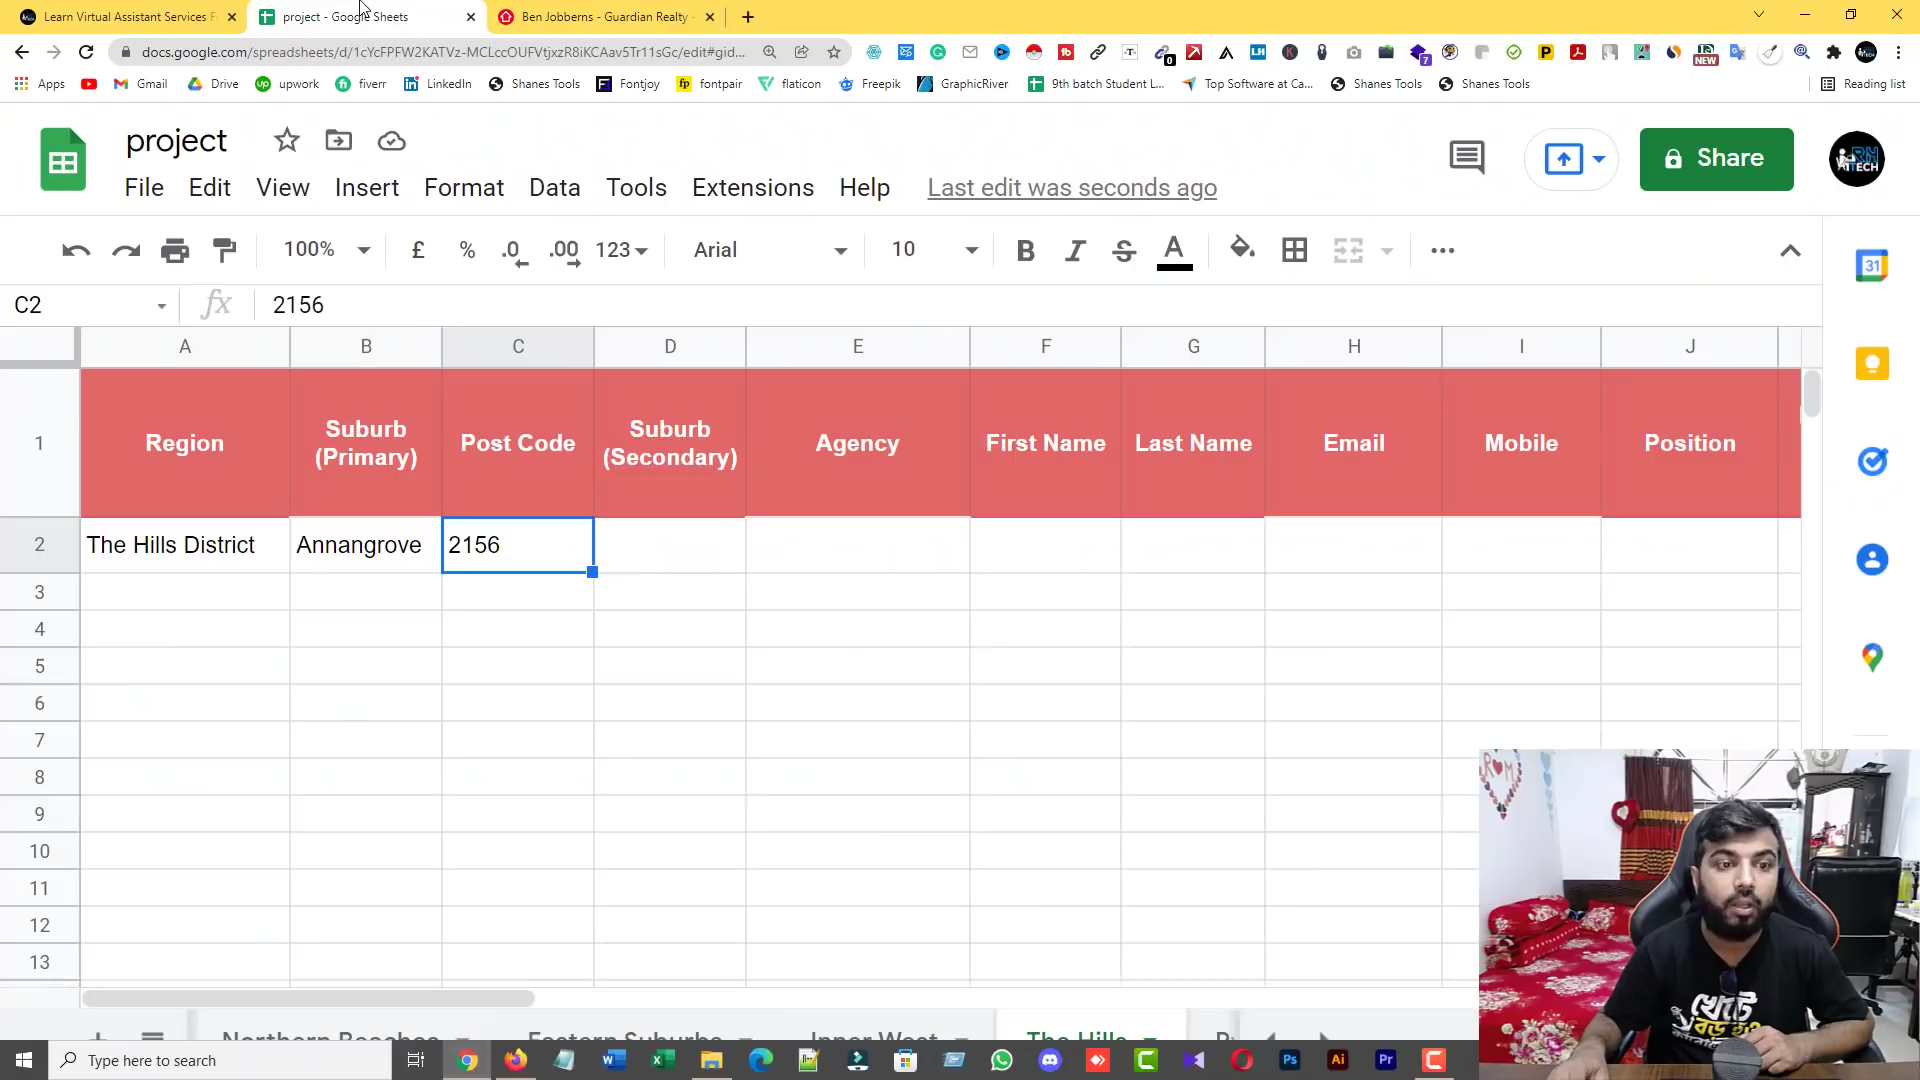 Learn Virtual Assistant Services F
project - Google Sheets
Ben Jobberns - Guardian Realty -
docs.google.com/spreadsheets/d/1cYcFPFW2KATVz-MCLccOUFVtjxzR8iKCAav5Tr11sGc/edit#gid...
Apps
Gmail
Drive
upwork
fiverr
LinkedIn
Shanes Tools
Fontjoy
fontpair
flaticon
Freepik
GraphicRiver
9th batch Student L...
Top Software at Ca...
Shanes Tools
Shanes Tools
Reading list
project
Share
File Edit View Insert Format Data Tools Extensions Help Last edit was seconds ago
100% £ % .0 .00 123 Arial 10 B I S A
31
C2 fx 2156
A B C D E F G H I J
1 Region Suburb (Primary) Post Code Suburb (Secondary) Agency First Name Last Name Email Mobile Position
2 The Hills District Annangrove 2156
3
4
5
6
7
8
9
10
11
12
13
Northern Beaches Eastern Suburbs Inner West The Hills
Type here to search